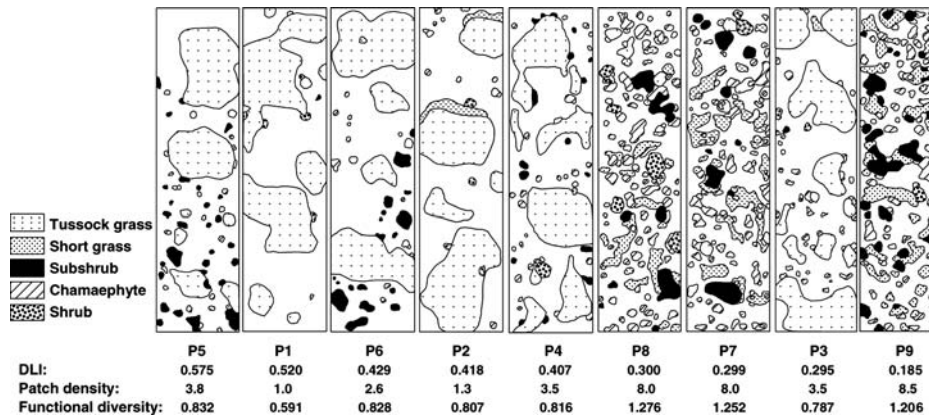 Tussock grass
Short grass
Subshrub
Chamaephyte
Shrub
P5 P1 P6 P2 P4 P8 P7 P3 P9
DLI: 0.575 0.520 0.429 0.418 0.407 0.300 0.299 0.295 0.185
Patch density: 3.8 1.0 2.6 1.3 3.5 8.0 8.0 3.5 8.5
Functional diversity: 0.832 0.591 0.828 0.807 0.816 1.276 1.252 0.787 1.206